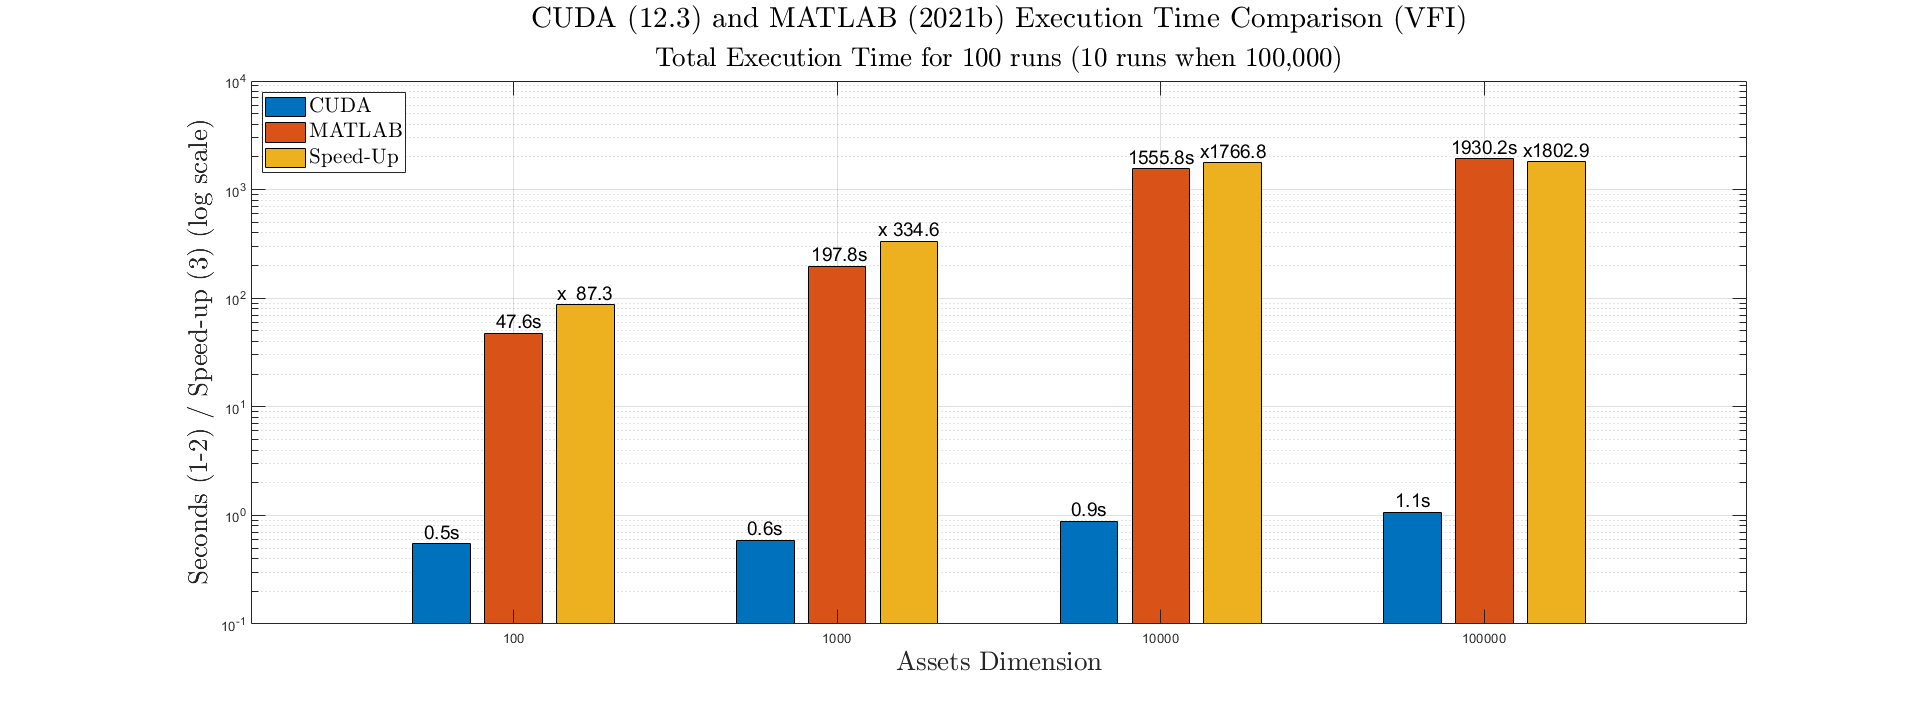 CUDA (12.3) and MATLAB (2021b) Execution Time Comparison (VFI)
Total Execution Time for 100 runs (10 runs when 100,000)
Seconds (1-2) / Speed-up (3) (log scale)
10^4
10^3
10^2
10^1
10^0
10^-1
CUDA
MATLAB
Speed-Up
0.5s
47.6s
x 87.3
0.6s
197.8s
x 334.6
0.9s
1555.8s
x1766.8
1.1s
1930.2s
x1802.9
100
1000
10000
100000
Assets Dimension